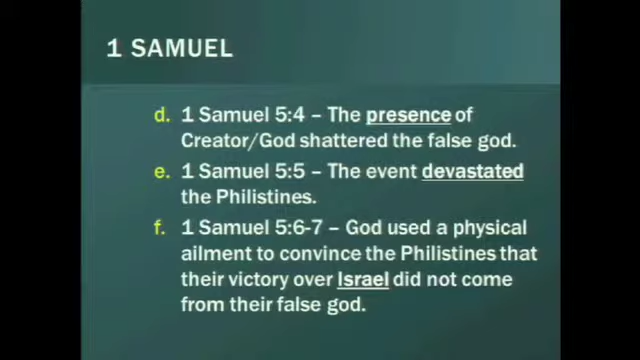 1 SAMUEL
d. 1 Samuel 5:4 – The presence of
Creator/God shattered the false god.
e. 1 Samuel 5:5 – The event devastated
the Philistines.
f. 1 Samuel 5:6-7 – God used a physical
ailment to convince the Philistines that
their victory over Israel did not come
from their false god.